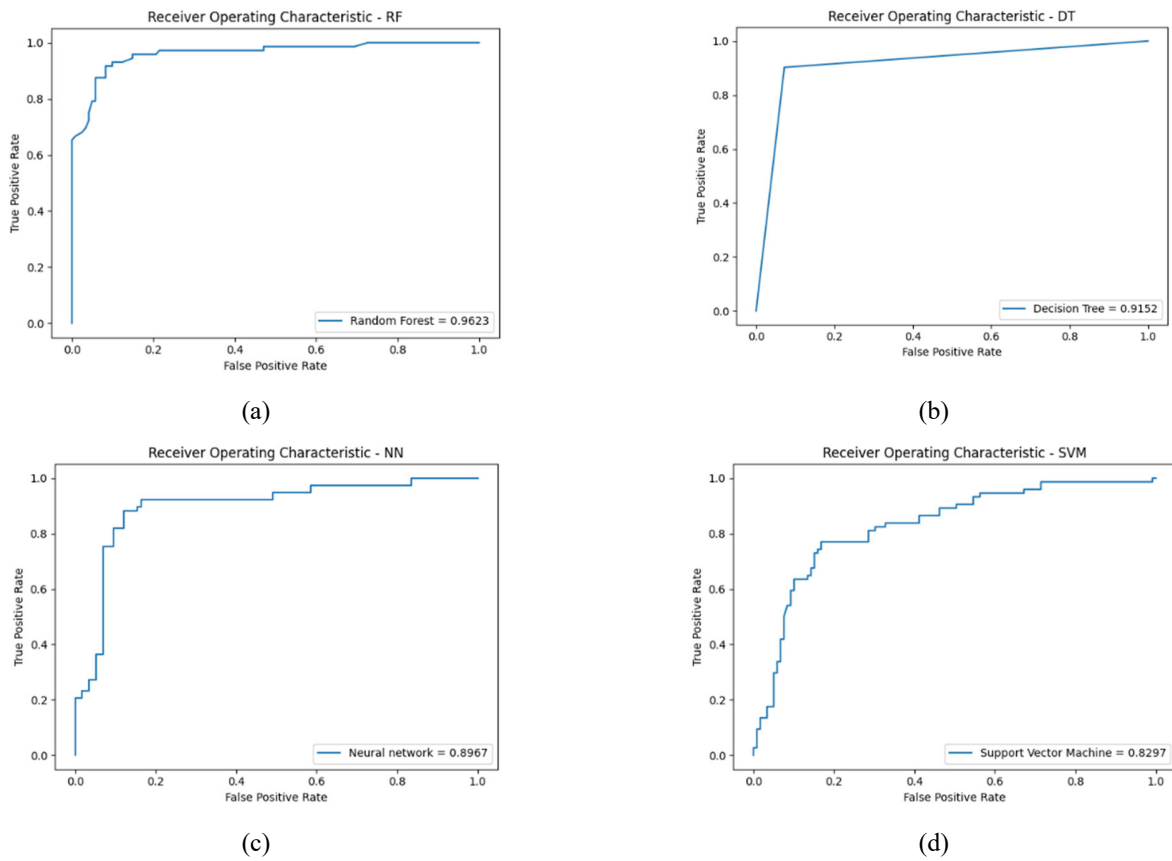 Receiver Operating Characteristic - RF
1.0
0.8
0.6
0.4
0.2
0.0
True Positive Rate
Random Forest = 0.9623
0.0 0.2 0.4 0.6 0.8 1.0
False Positive Rate
(a)
Receiver Operating Characteristic - DT
1.0
0.8
0.6
0.4
0.2
0.0
True Positive Rate
Decision Tree = 0.9152
0.0 0.2 0.4 0.6 0.8 1.0
False Positive Rate
(b)
Receiver Operating Characteristic - NN
1.0
0.8
0.6
0.4
0.2
0.0
True Positive Rate
Neural network = 0.8967
0.0 0.2 0.4 0.6 0.8 1.0
False Positive Rate
(c)
Receiver Operating Characteristic - SVM
1.0
0.8
0.6
0.4
0.2
0.0
True Positive Rate
Support Vector Machine = 0.8297
0.0 0.2 0.4 0.6 0.8 1.0
False Positive Rate
(d)